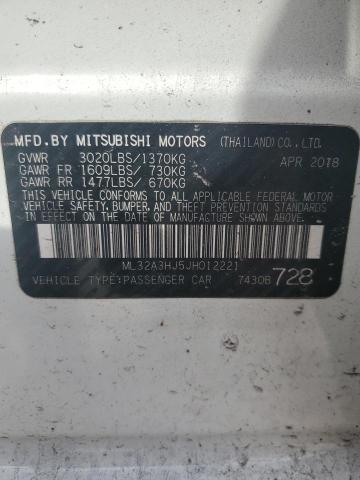 MFD.BY MITSUBISHI MOTORS (THAILAND) CO., LTD.
GVWR 3020LBS/1370KG APR 2018
GAWR FR 1609LBS/ 730KG
GAWR RR 1477LBS/ 670KG
THIS VEHICLE CONFORMS TO ALL APPLICABLE FEDERAL MOTOR
VEHICLE SAFETY, BUMPER, AND THEFT PREVENTION STANDARDS
IN EFFECT ON THE DATE OF MANUFACTURE SHOWN ABOVE.
ML32A3HJ5JH012221
VEHICLE TYPE:PASSENGER CAR 7430B 728